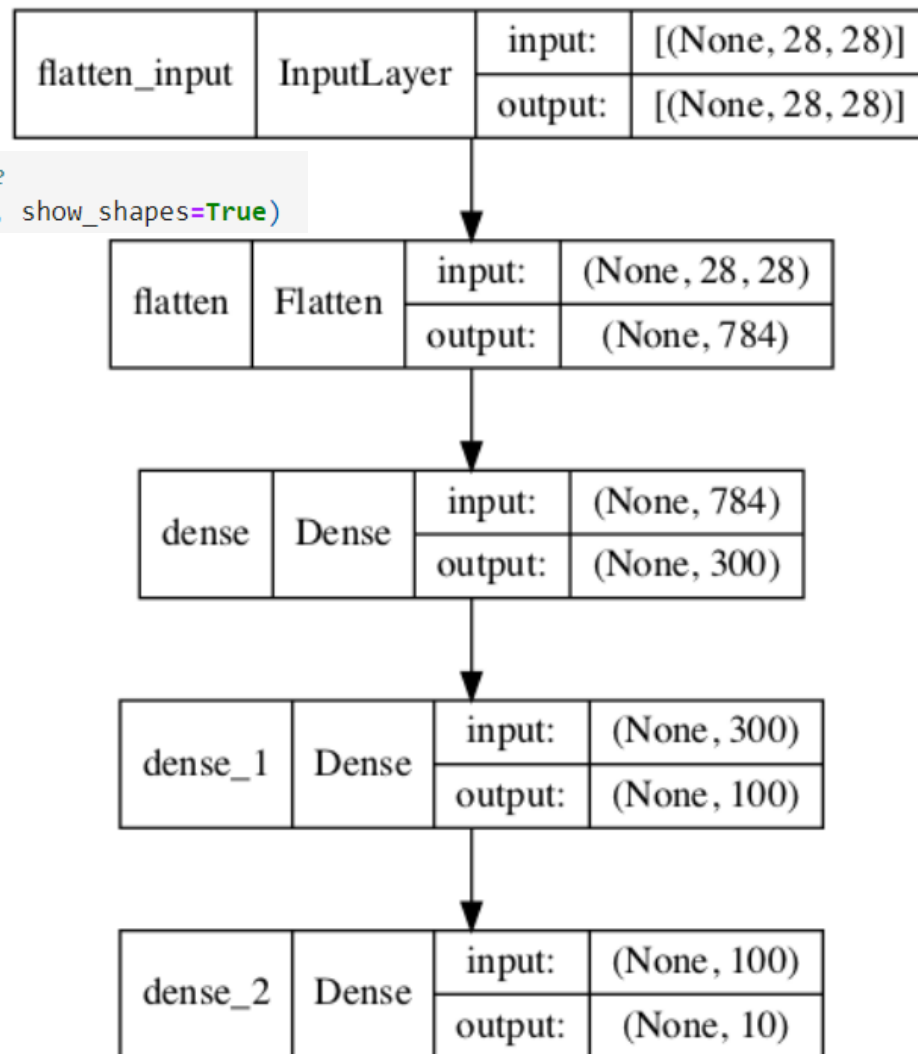 flatten_input InputLayer input: [(None, 28, 28)]
output: [(None, 28, 28)]
show_shapes=True)
flatten Flatten input: (None, 28, 28)
output: (None, 784)
dense Dense input: (None, 784)
output: (None, 300)
dense_1 Dense input: (None, 300)
output: (None, 100)
dense_2 Dense input: (None, 100)
output: (None, 10)